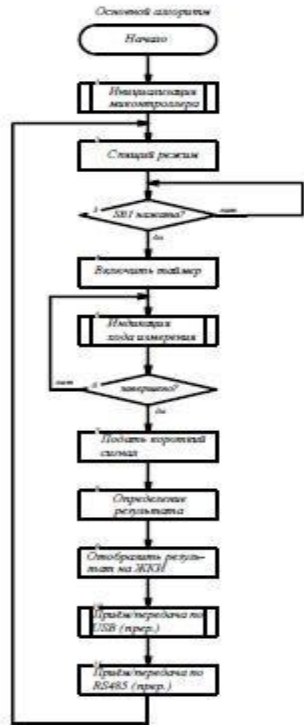 Основной алгоритм
Начало
Инициализация
микontроллера
Спящий режим
SB1 нажата?
нет
да
Включить таймер
Индикация
хода измерения
нет
завершено?
да
Подать короткий
сигнал
Определение
результата
Отобразить резуль-
тат на ЖКИ
Приём/передача по
USB (прер.)
Приём/передача по
RS485 (прер.)